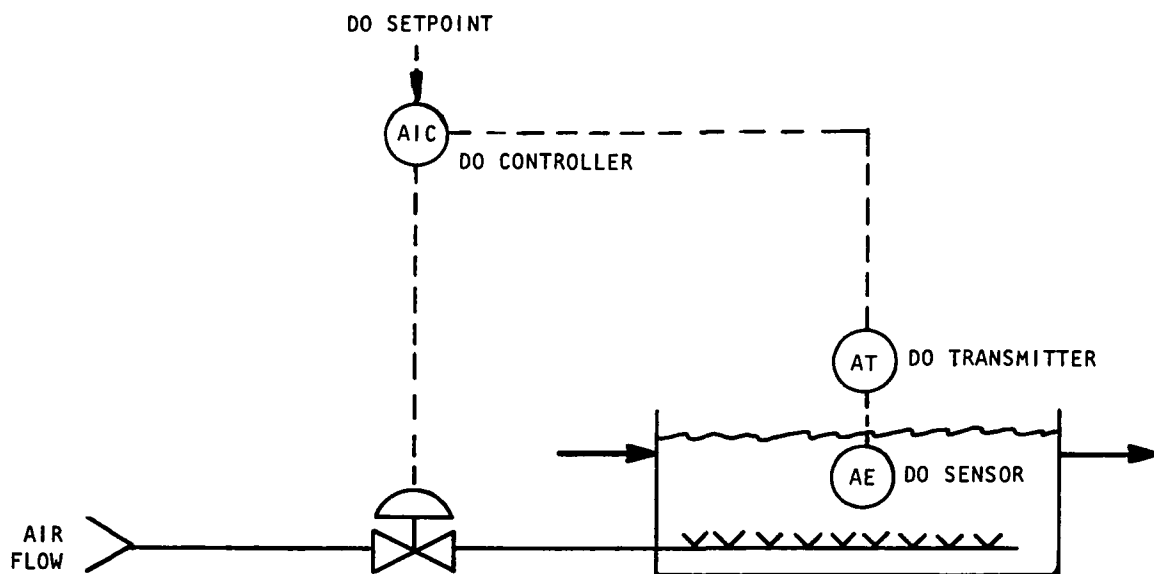 DO SETPOINT
AIC
DO CONTROLLER
AT
DO TRANSMITTER
AE
DO SENSOR
AIR
FLOW